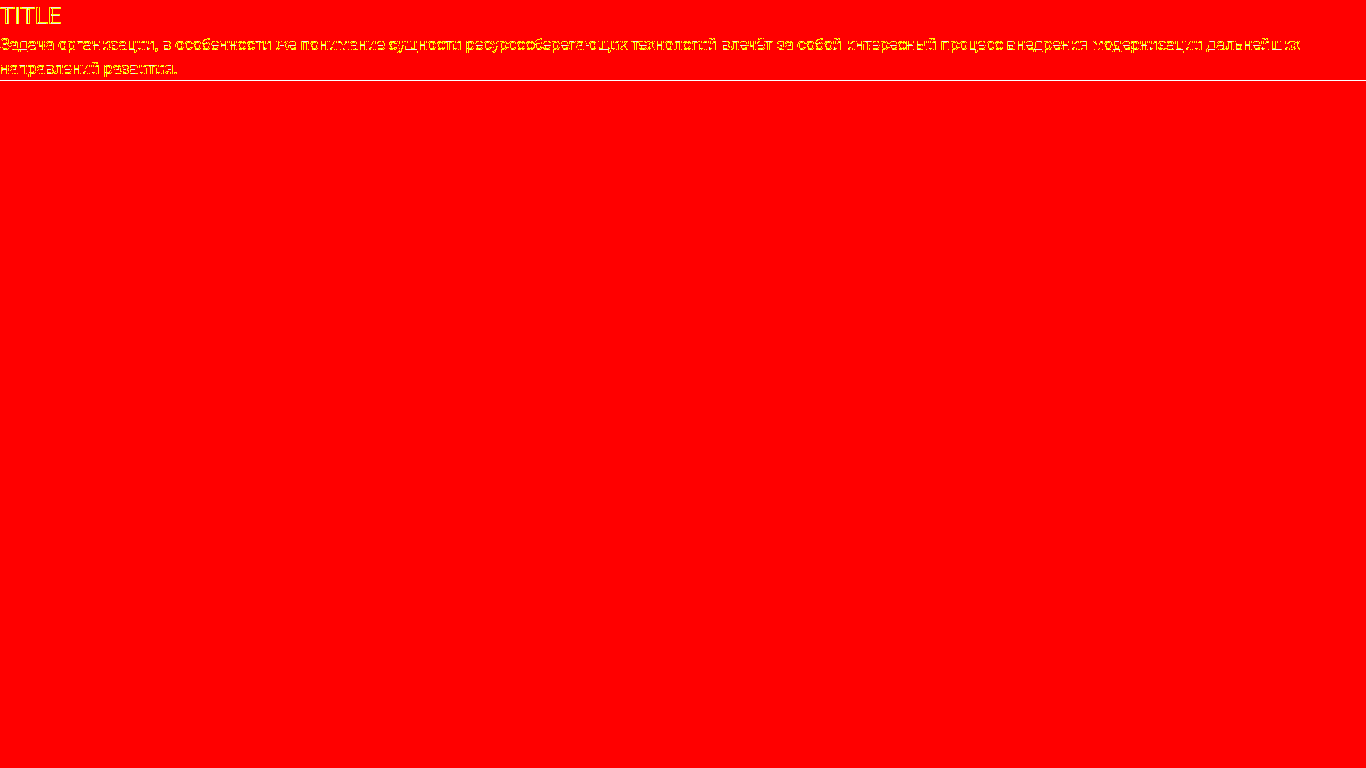 TITLE
Задача организации, в особенности же понимание сущности ресурсосберегающих технологий влечёт за собой интересный процесс внедрения модернизации дальнейших
направлений развития.